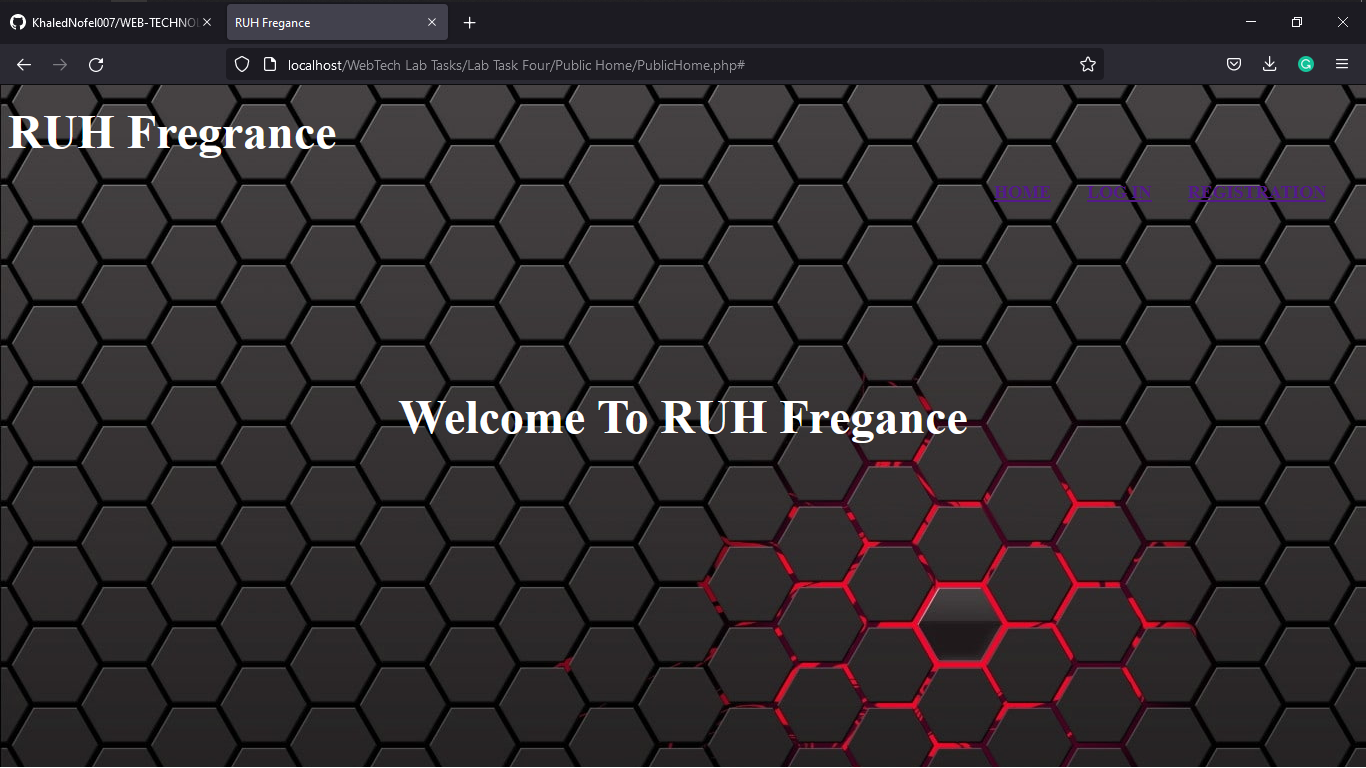 KhaledNofel007/WEB-TECHNOL
RUH Fregance
localhost/WebTech Lab Tasks/Lab Task Four/Public Home/PublicHome.php#
RUH Fregrance
HOME LOG IN REGISTRATION
Welcome To RUH Fregance